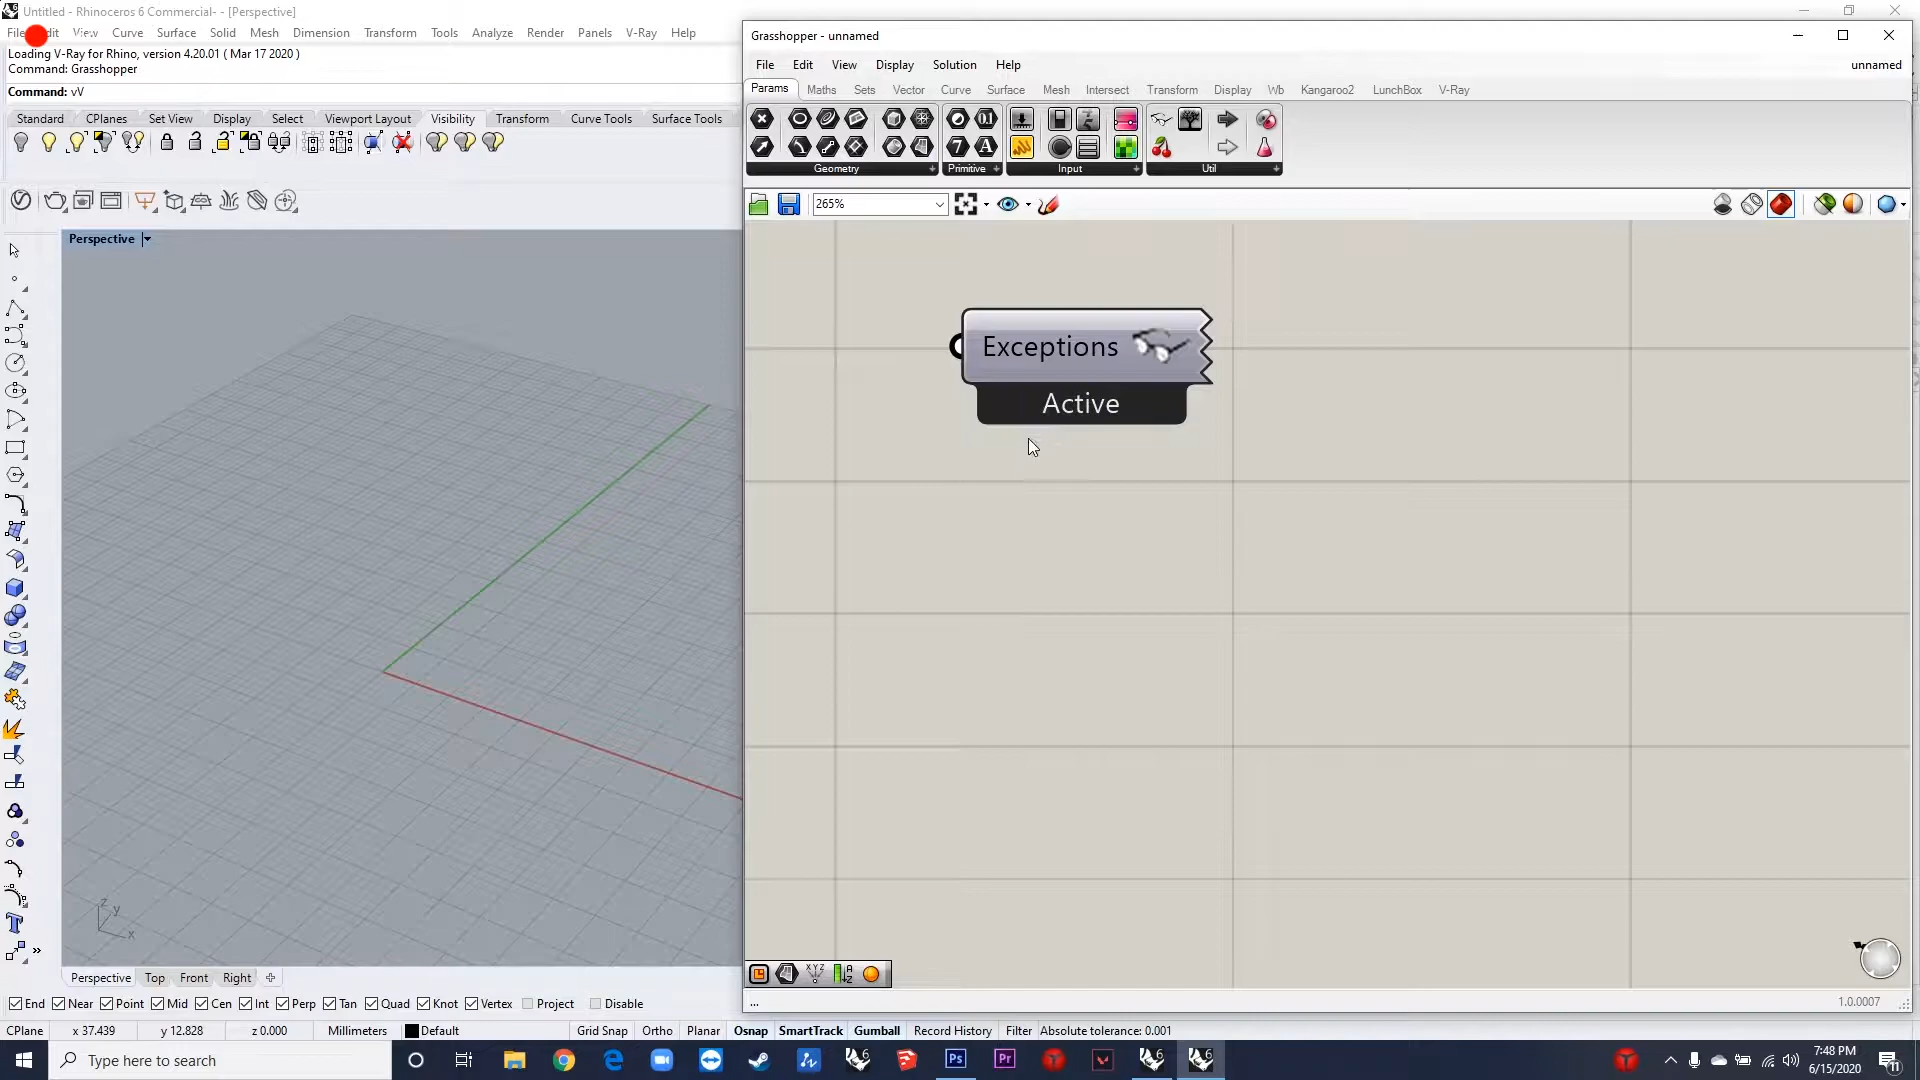 Untitled - Rhinoceros 6 Commercial- - [Perspective]
View Curve Surface Solid Mesh Dimension Transform Tools Analyze Render Panels V-Ray Help
Loading V-Ray for Rhino, version 4.20.01 ( Mar 17 2020 )
Command: Grasshopper
Command: vV
Standard CPlanes Set View Display Select Viewport Layout Visibility Transform Curve Tools Surface Tools
Perspective
Grasshopper - unnamed
File Edit View Display Solution Help unnamed
Params Maths Sets Vector Curve Surface Mesh Intersect Transform Display Wb Kangaroo2 LunchBox V-Ray
Geometry Primitive Input Util
265%
Exceptions
Active
z y x
1.0.0007
...
Perspective Top Front Right
End Near Point Mid Cen Int Perp Tan Quad Knot Vertex Project Disable
CPlane x 37.439 y 12.828 z 0.000 Millimeters Default Grid Snap Ortho Planar Osnap SmartTrack Gumball Record History Filter Absolute tolerance: 0.001
Type here to search
Ps Pr
7:48 PM
6/15/2020
11